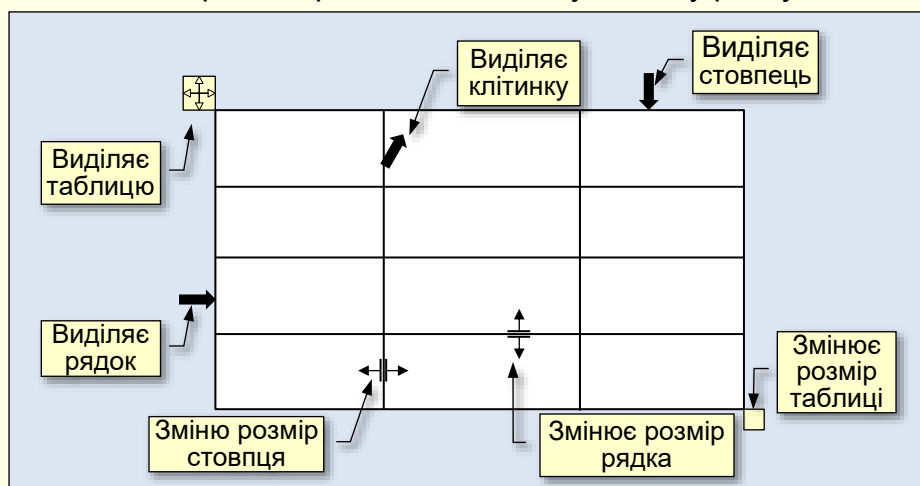 Виділяє
клітинку
Виділяє
стовпець
Виділяє
таблицю
Виділяє
рядок
Зміню розмір
стовпця
Змінює розмір
рядка
Змінює
розмір
таблиці